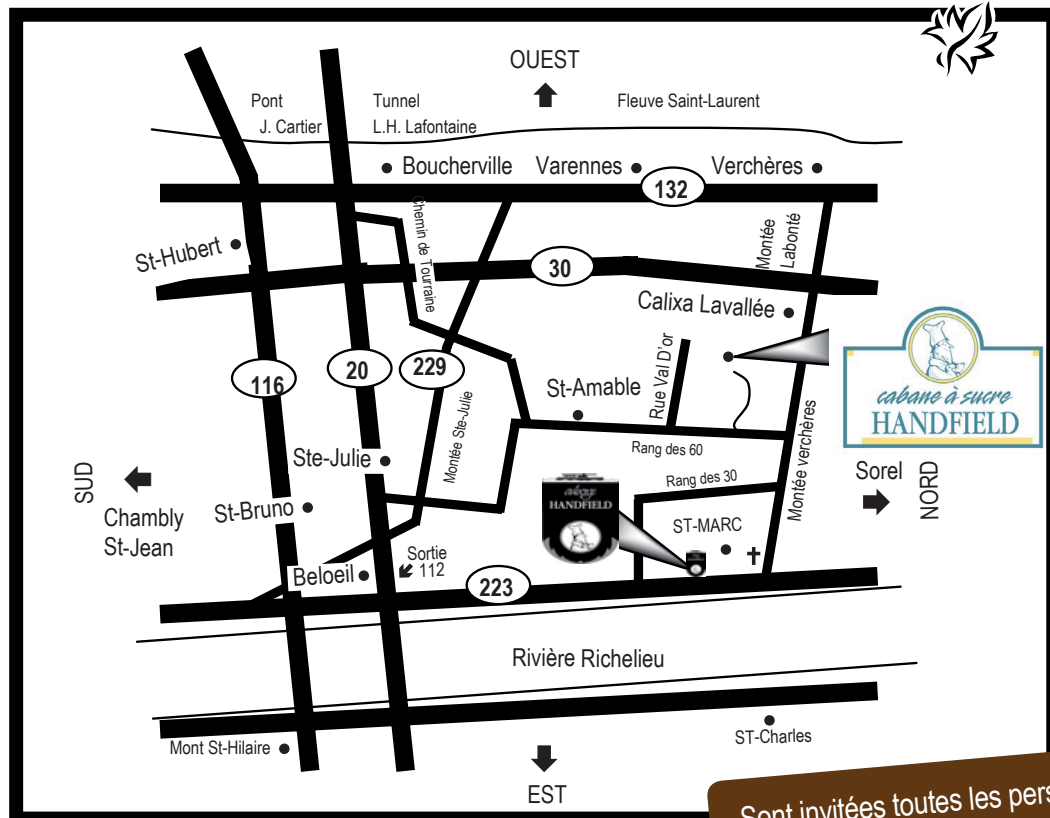 OUEST
Pont
J. Cartier
Tunnel
L.H. Lafontaine
Fleuve Saint-Laurent
Boucherville
Varennes
Verchères
132
Chemin de Tourraine
Montée
Labonté
St-Hubert
30
Calixa Lavallée
116
20
229
St-Amable
Rue Val D'or
cabane à sucre
HANDFIELD
Montée Ste-Julie
Rang des 60
Ste-Julie
Rang des 30
Montée verchères
SUD
Chambly
St-Jean
St-Bruno
HANDFIELD
ST-MARC
Sorel
NORD
Sortie
112
Beloeil
223
Rivière Richelieu
Mont St-Hilaire
ST-Charles
EST
Sont invitées toutes les pers